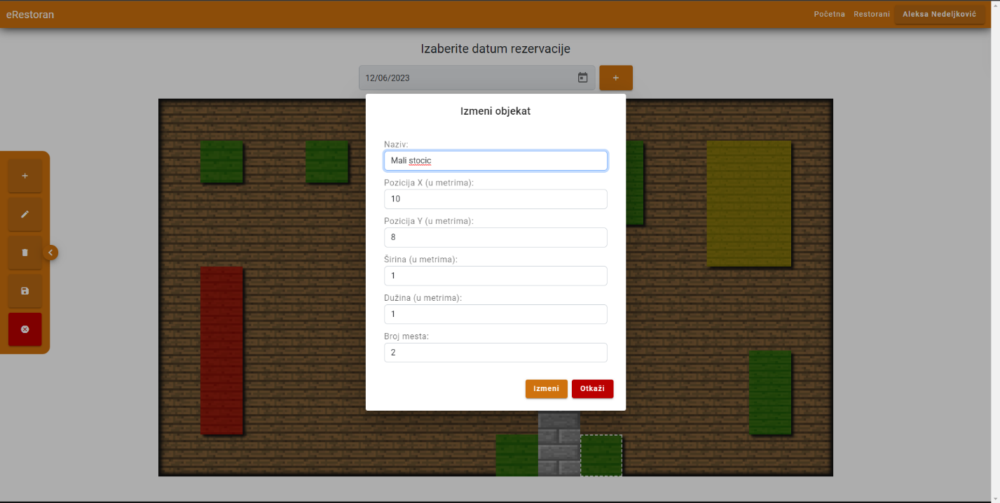 eRestoran
Početna Restorani Aleksa Nedeljković
Izaberite datum rezervacije
12/06/2023
+
+
Izmeni objekat
Naziv:
Mali stocic
Pozicija X (u metrima):
10
Pozicija Y (u metrima):
8
Širina (u metrima):
1
Dužina (u metrima):
1
Broj mesta:
2
Izmeni Otkaži